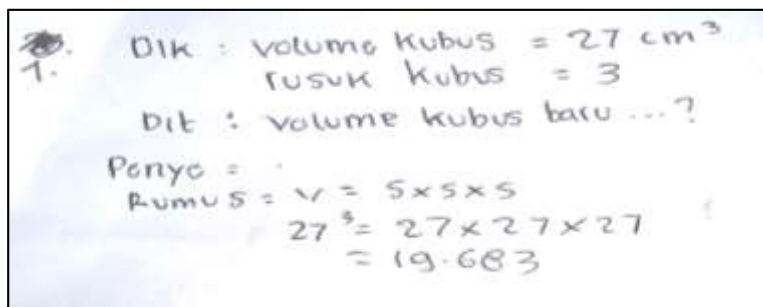 1. Dik : Volume Kubus = 27 cm³
rusuk kubus = 3
Dit : Volume kubus baru ... ?
Penye =
Rumus = V = s x s x s
27³ = 27 x 27 x 27
= 19.683